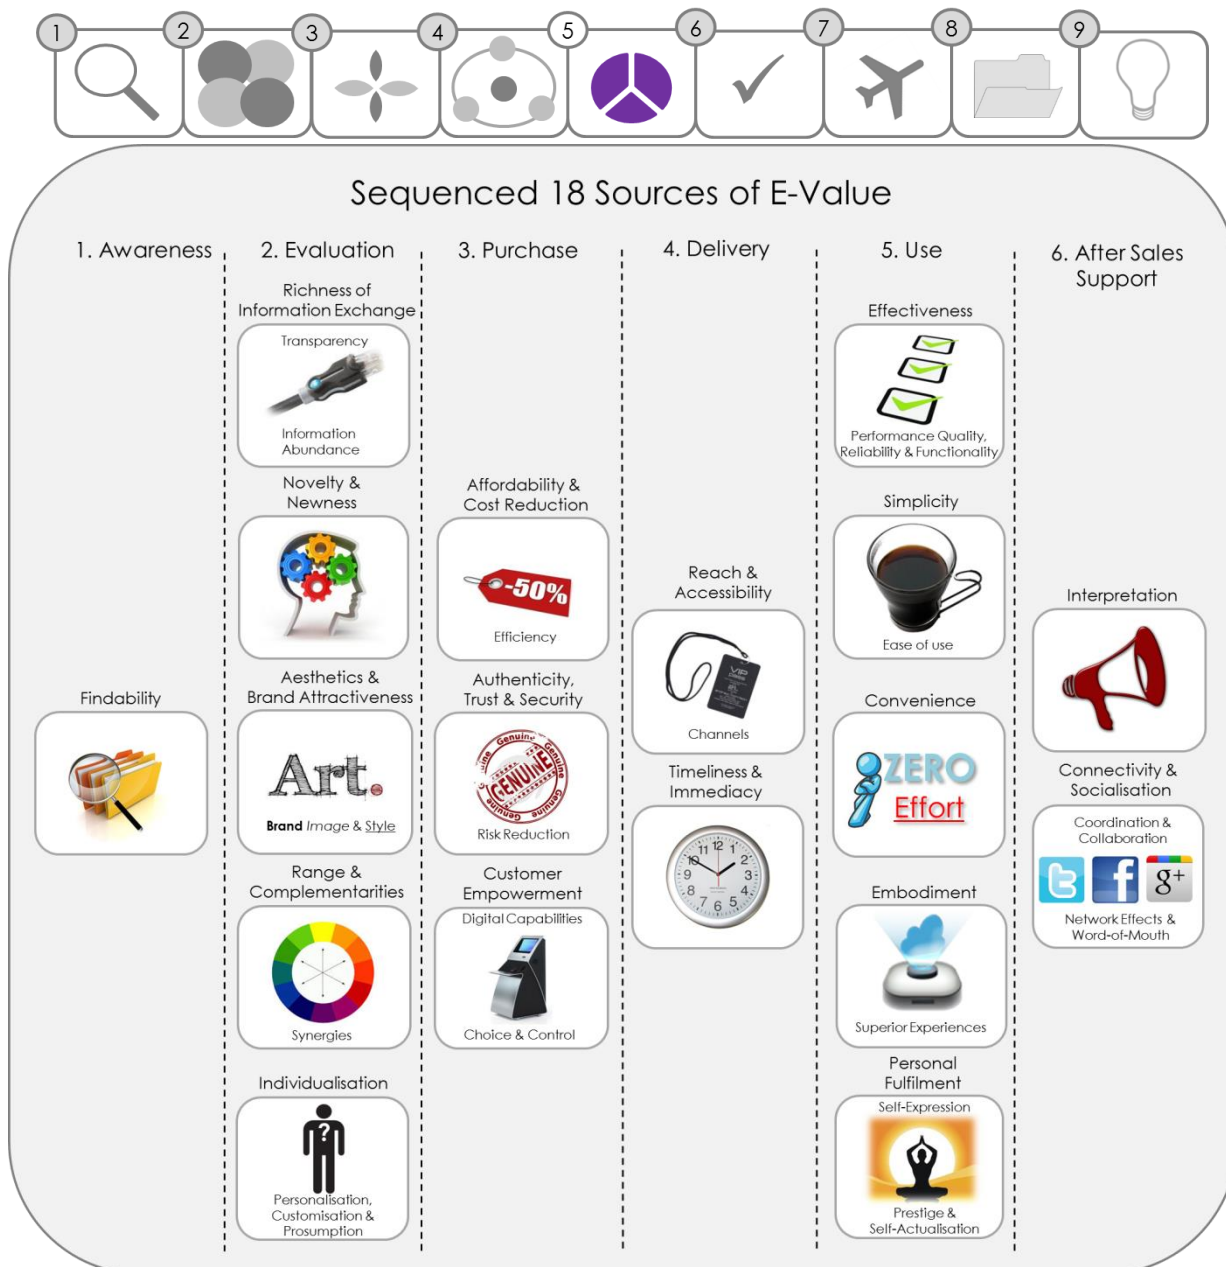 1
2
3
4
5
6
7
8
9
Sequenced 18 Sources of E-Value
1. Awareness
Findability
2. Evaluation
Richness of
Information Exchange
Transparency
Information
Abundance
Novelty &
Newness
Aesthetics &
Brand Attractiveness
Art.
Brand Image & Style
Range &
Complementarities
Synergies
Individualisation
?
Personalisation,
Customisation &
Prosumption
3. Purchase
Affordability &
Cost Reduction
-50%
Efficiency
Authenticity,
Trust & Security
Genuine
GENUINE
Genuine
Risk Reduction
Customer
Empowerment
Digital Capabilities
Choice & Control
4. Delivery
Reach &
Accessibility
VIP
Channels
Timeliness &
Immediacy
12
1
2
3
4
5
6
7
8
9
10
11
5. Use
Effectiveness
Performance Quality,
Reliability & Functionality
Simplicity
Ease of use
Convenience
ZERO
Effort
Embodiment
Superior Experiences
Personal
Fulfilment
Self-Expression
Prestige &
Self-Actualisation
6. After Sales
Support
Interpretation
Connectivity &
Socialisation
Coordination &
Collaboration
t f g+
Network Effects &
Word-of-Mouth